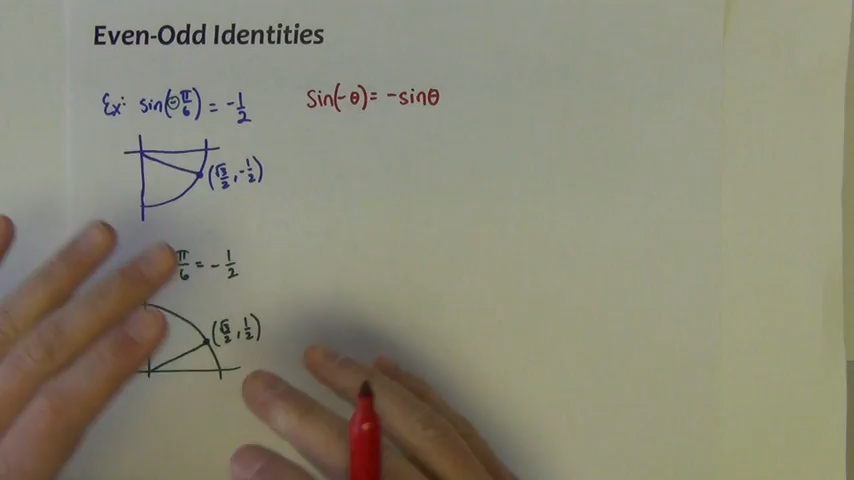 Even-Odd Identities
Ex: sin(-π/6) = -1/2
sin(-θ) = -sinθ
(√3/2, -1/2)
π/6 = -1/2
(√3/2, 1/2)